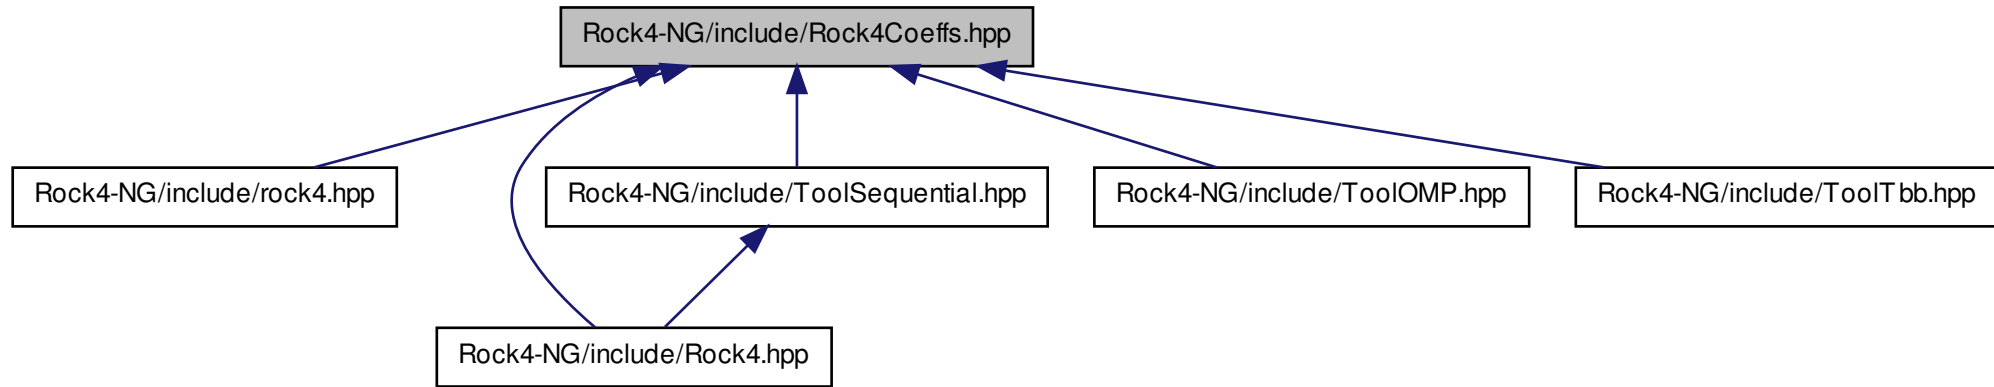 Rock4-NG/include/Rock4Coeffs.hpp
Rock4-NG/include/rock4.hpp
Rock4-NG/include/ToolSequential.hpp
Rock4-NG/include/ToolOMP.hpp
Rock4-NG/include/ToolTbb.hpp
Rock4-NG/include/Rock4.hpp